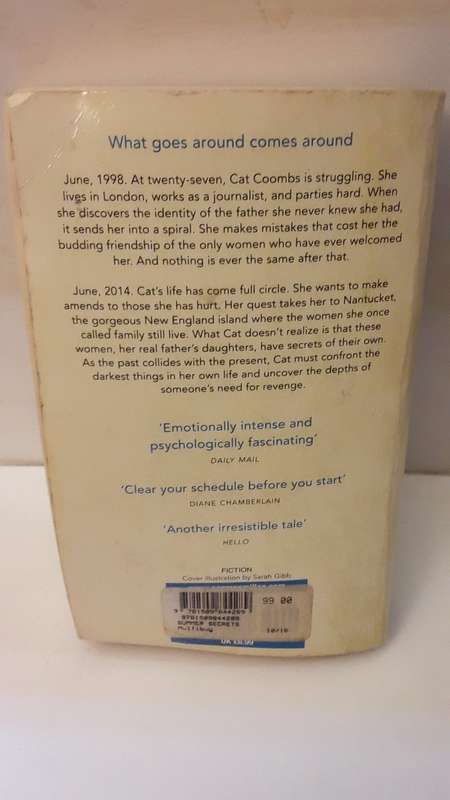 What goes around comes around
June, 1998. At twenty-seven, Cat Coombs is struggling. She
lives in London, works as a journalist, and parties hard. When
she discovers the identity of the father she never knew she had,
it sends her into a spiral. She makes mistakes that cost her the
budding friendship of the only women who have ever welcomed
her. And nothing is ever the same after that.
June, 2014. Cat's life has come full circle. She wants to make
amends to those she has hurt. Her quest takes her to Nantucket,
the gorgeous New England island where the women she once
called family still live. What Cat doesn't realize is that these
women, her real father's daughters, have secrets of their own.
As the past collides with the present, Cat must confront the
darkest things in her own life and uncover the depths of
someone's need for revenge.
'Emotionally intense and
psychologically fascinating'
DAILY MAIL
'Clear your schedule before you start'
DIANE CHAMBERLAIN
'Another irresistible tale'
HELLO
FICTION
Cover illustration by Sarah Gibb
99 00
9 781509 844285
9781509844285
SUMMER SECRETS
Multibuy 10/16